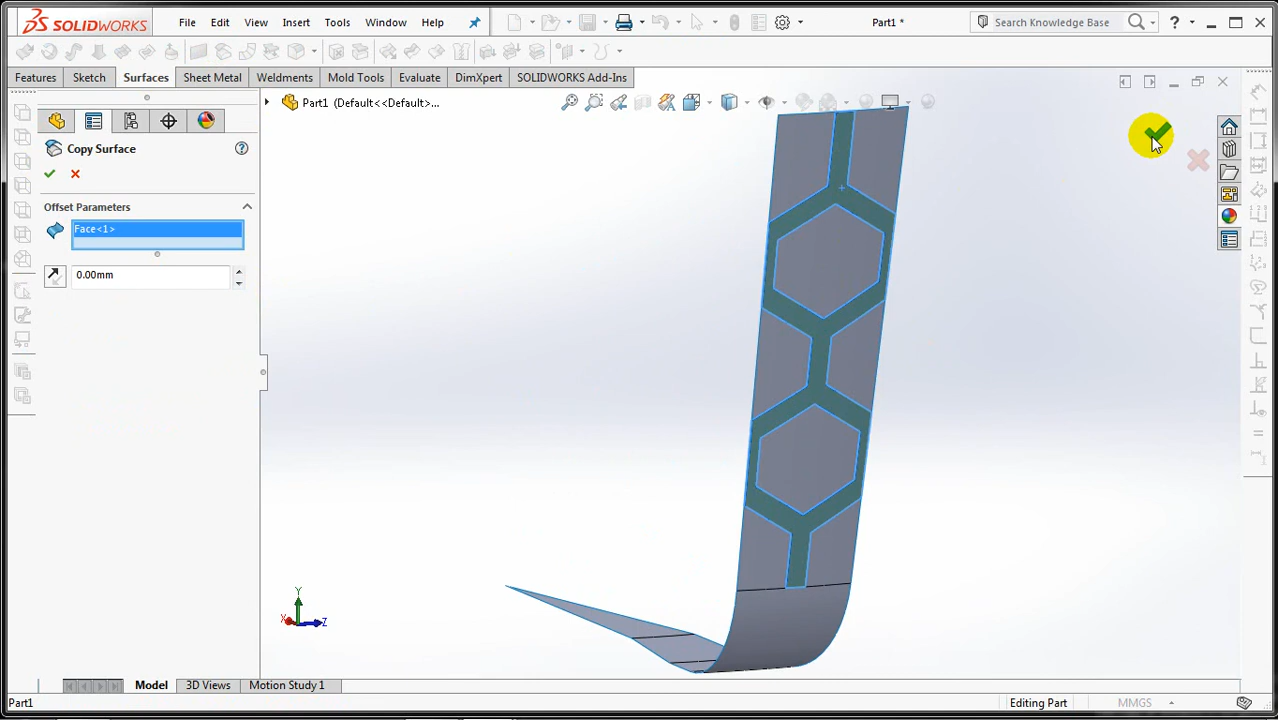 SOLIDWORKS File Edit View Insert Tools Window Help Part1 * Search Knowledge Base ?
Features Sketch Surfaces Sheet Metal Weldments Mold Tools Evaluate DimXpert SOLIDWORKS Add-Ins
Part1 (Default<<Default>...
Copy Surface ?
Offset Parameters
Face<1>
0.00mm
Y
X
Z
Model 3D Views Motion Study 1
Part1 Editing Part MMGS